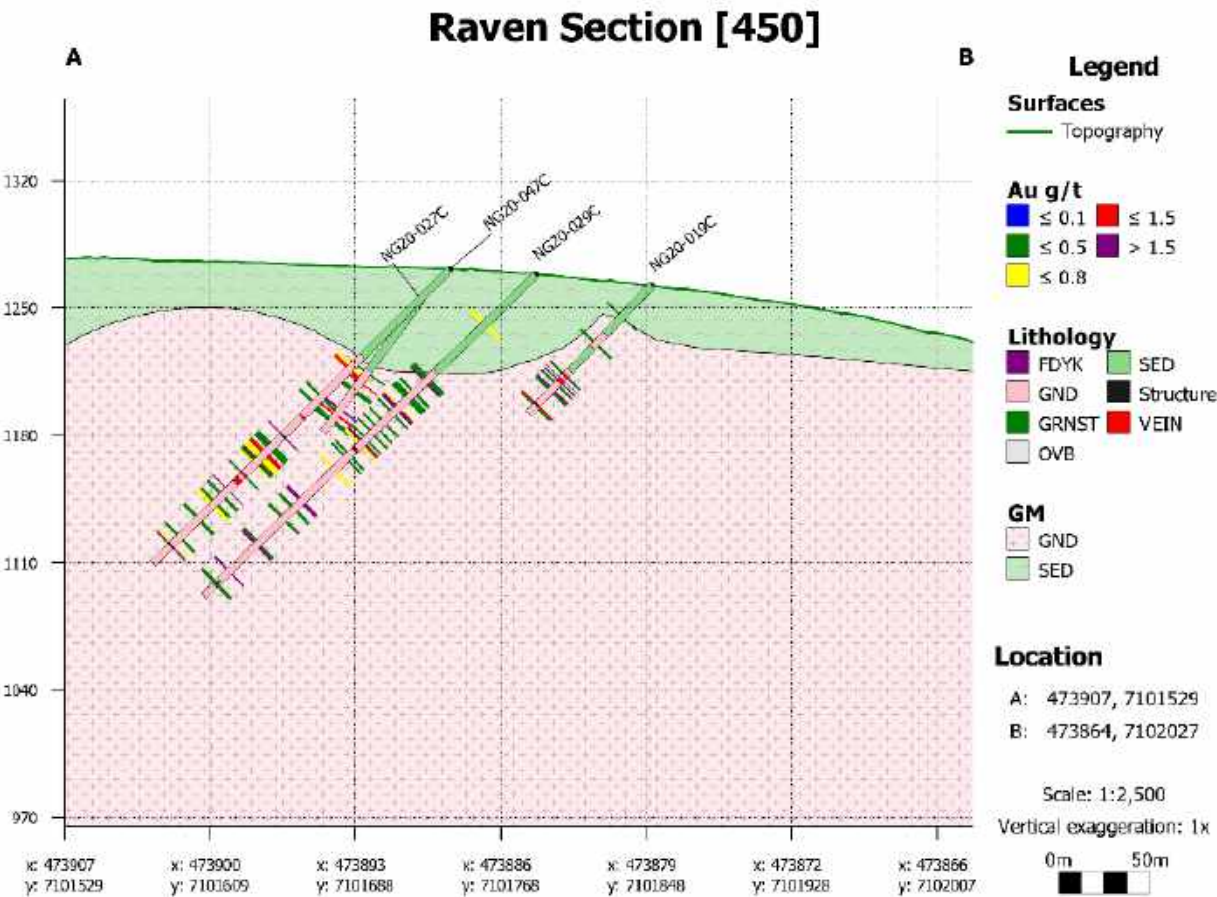 Raven Section [450]
A
B
Legend
Surfaces
Topography
Au g/t
≤ 0.1
≤ 1.5
≤ 0.5
> 1.5
≤ 0.8
Lithology
FDYK
SED
GND
Structure
GRNST
VEIN
OVB
GM
GND
SED
Location
A: 473907, 7101529
B: 473864, 7102027
Scale: 1:2,500
Vertical exaggeration: 1x
0m 50m
1320
1250
1180
1110
1040
970
NG20-027C
NG20-047C
NG20-029C
NG20-019C
x: 473907
y: 7101529
x: 473900
y: 7101609
x: 473893
y: 7101688
x: 473886
y: 7101768
x: 473879
y: 7101848
x: 473872
y: 7101928
x: 473866
y: 7102007